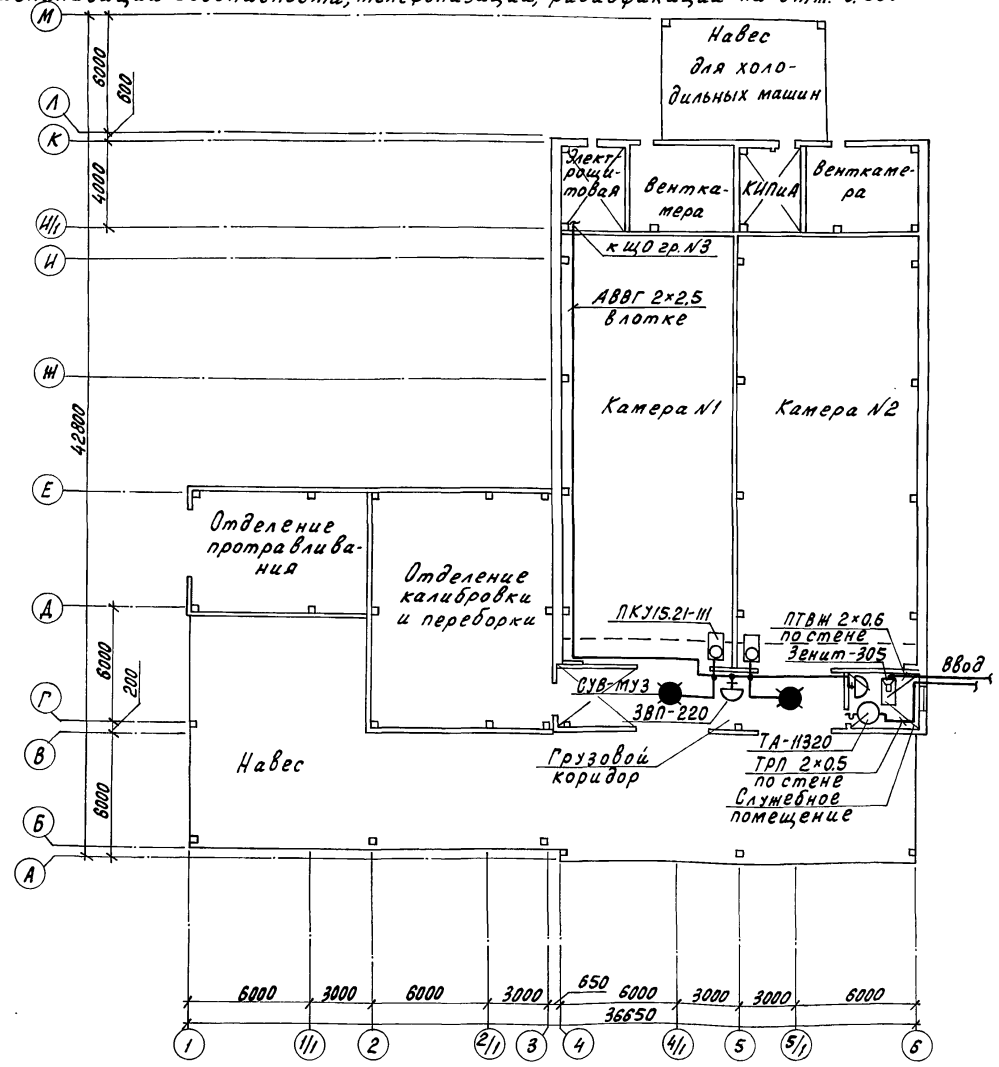 М
6000
600
Л
К
4000
И/1
И
Ж
42800
Е
Д
6000
200
Г
В
6000
Б
А
Навес
для холо-
дильных машин
Элект-
рощи-
товая
Венткa-
мера
КИПиА
Венткаме-
ра
к ЩО гр. N3
АВВГ 2×2,5
в лотке
Камера N1
Камера N2
Отделение
протравлива-
ния
Отделение
калибровки
и переборки
ПКУ15.21-111
ПТВЖ 2×0,6
по стене
Зенит-305
Ввод
СУВ-МУЗ
ЗВП-220
Навес
Грузовой
коридор
ТА-11320
ТРП 2×0.5
по стене
Служебное
помещение
6000
3000
6000
3000
650
6000
3000
3000
6000
36650
1
1/1
2
2/1
3
4
4/1
5
5/1
6